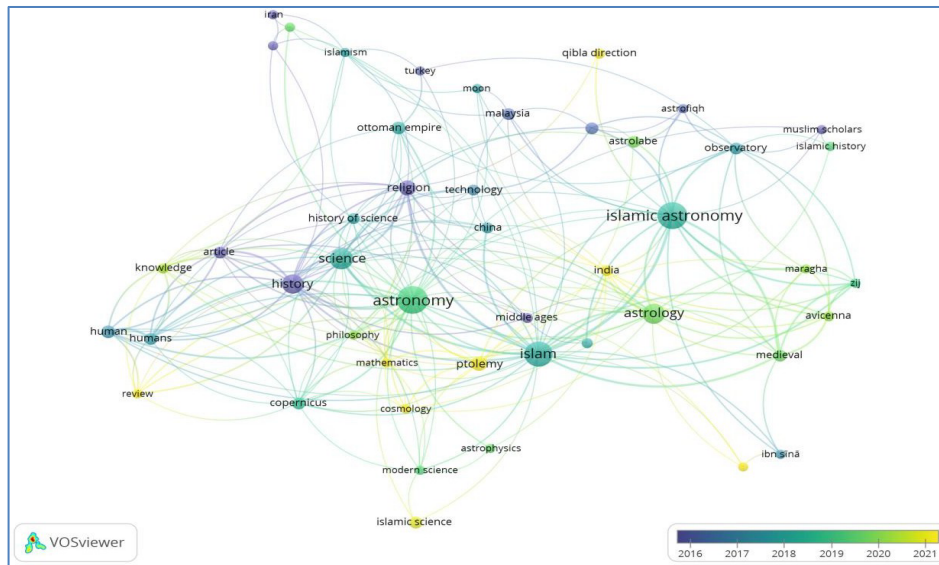 iran
islamism
turkey
qibla direction
moon
malaysia
astrofiqh
ottoman empire
astrolabe
observatory
muslim scholars
islamic history
religion
technology
islamic astronomy
history of science
china
article
science
knowledge
history
india
maragha
zij
astronomy
middle ages
astrology
avicenna
human
humans
philosophy
islam
medieval
mathematics
ptolemy
review
copernicus
cosmology
astrophysics
ibn sinā
modern science
islamic science
VOSviewer
2016 2017 2018 2019 2020 2021